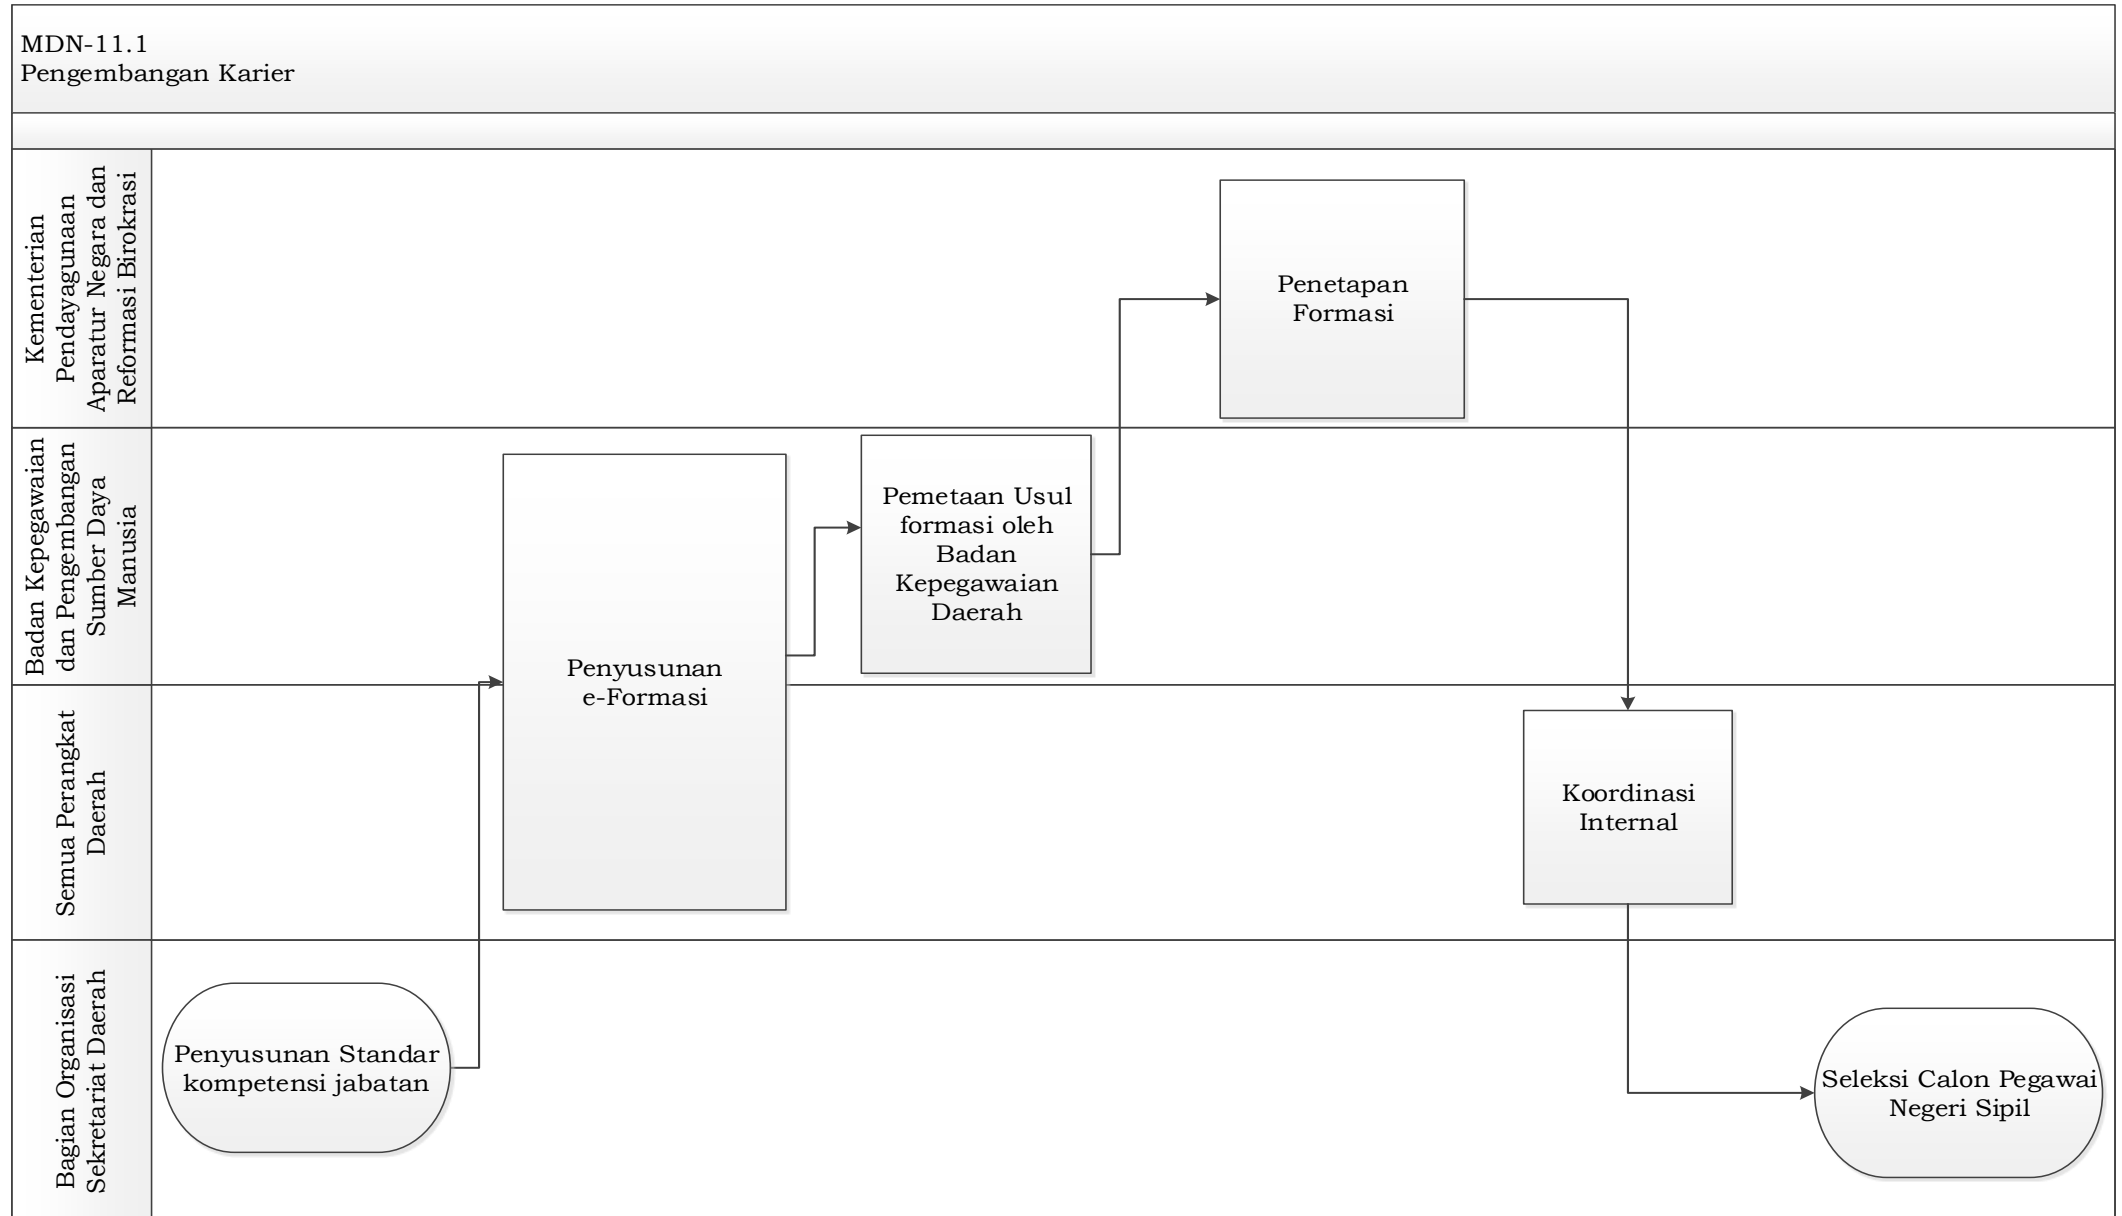 MDN-11.1
Pengembangan Karier
Kementerian
Pendayagunaan
Aparatur Negara dan
Reformasi Birokrasi
Penetapan
Formasi
Badan Kepegawaian
dan Pengembangan
Sumber Daya
Manusia
Penyusunan
e-Formasi
Pemetaan Usul
formasi oleh
Badan
Kepegawaian
Daerah
Semua Perangkat
Daerah
Koordinasi
Internal
Bagian Organisasi
Sekretariat Daerah
Penyusunan Standar
kompetensi jabatan
Seleksi Calon Pegawai
Negeri Sipil